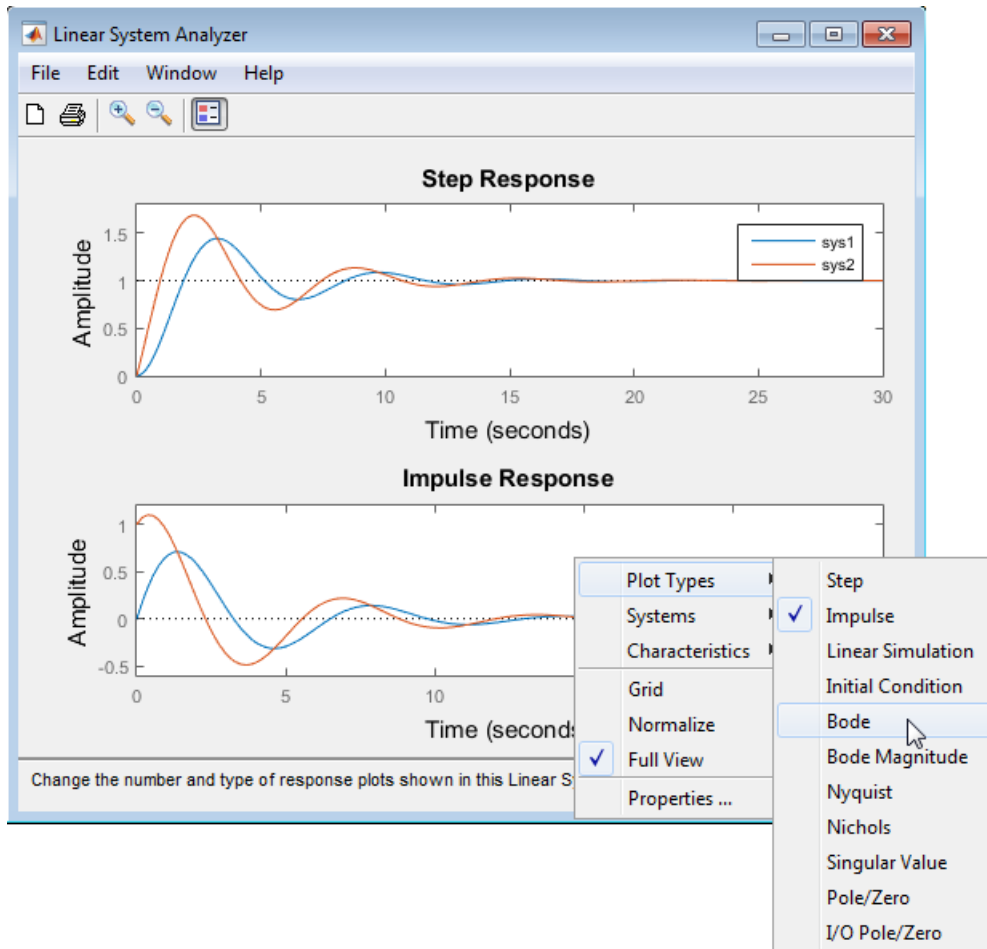 Linear System Analyzer
File Edit Window Help
Step Response
Amplitude
1.5
1
0.5
0
sys1
sys2
0 5 10 15 20 25 30
Time (seconds)
Impulse Response
Amplitude
1
0.5
0
-0.5
0 5 10
Time (seconds
Change the number and type of response plots shown in this Linear S
Plot Types
Systems
Characteristics
Grid
Normalize
Full View
Properties ...
Step
Impulse
Linear Simulation
Initial Condition
Bode
Bode Magnitude
Nyquist
Nichols
Singular Value
Pole/Zero
I/O Pole/Zero